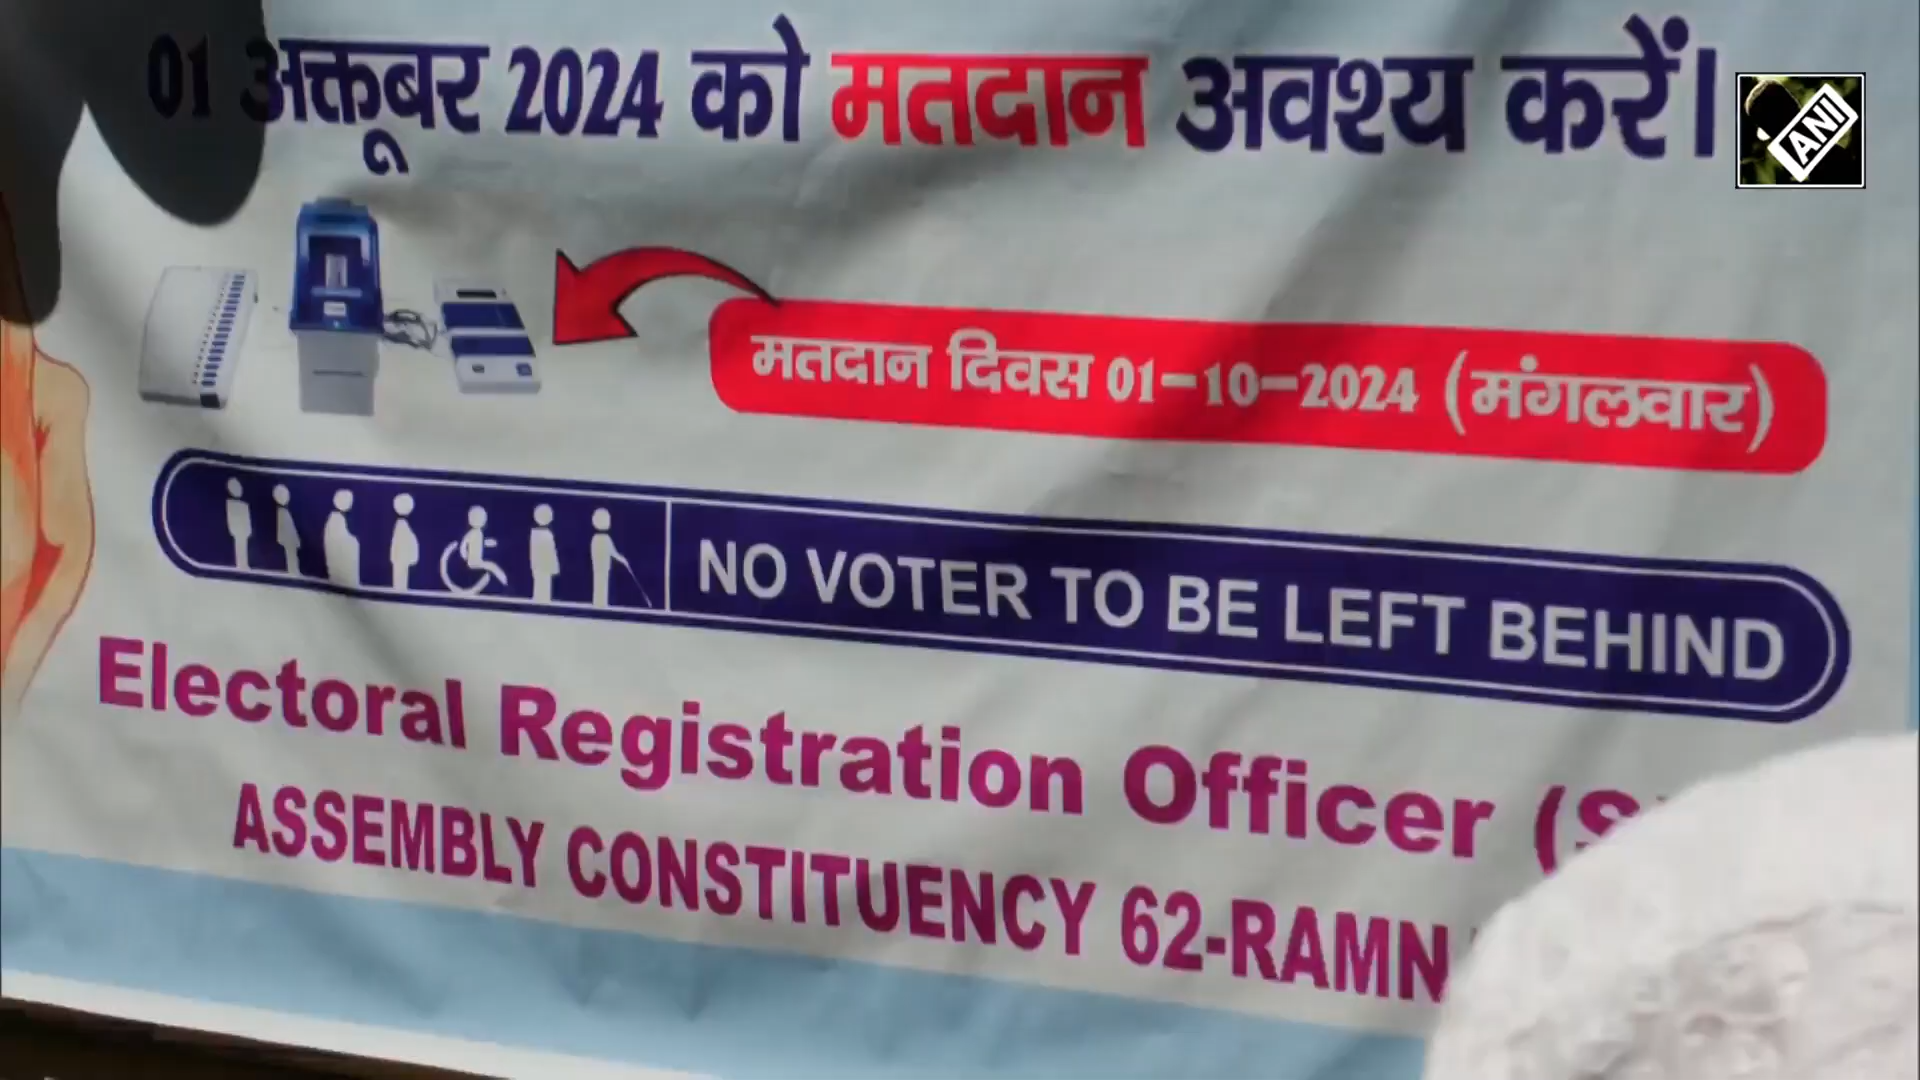 01 अक्तूबर 2024 को मतदान अवश्य करें।
ANI
मतदान दिवस 01-10-2024 (मंगलवार)
NO VOTER TO BE LEFT BEHIND
Electoral Registration Officer
ASSEMBLY CONSTITUENCY